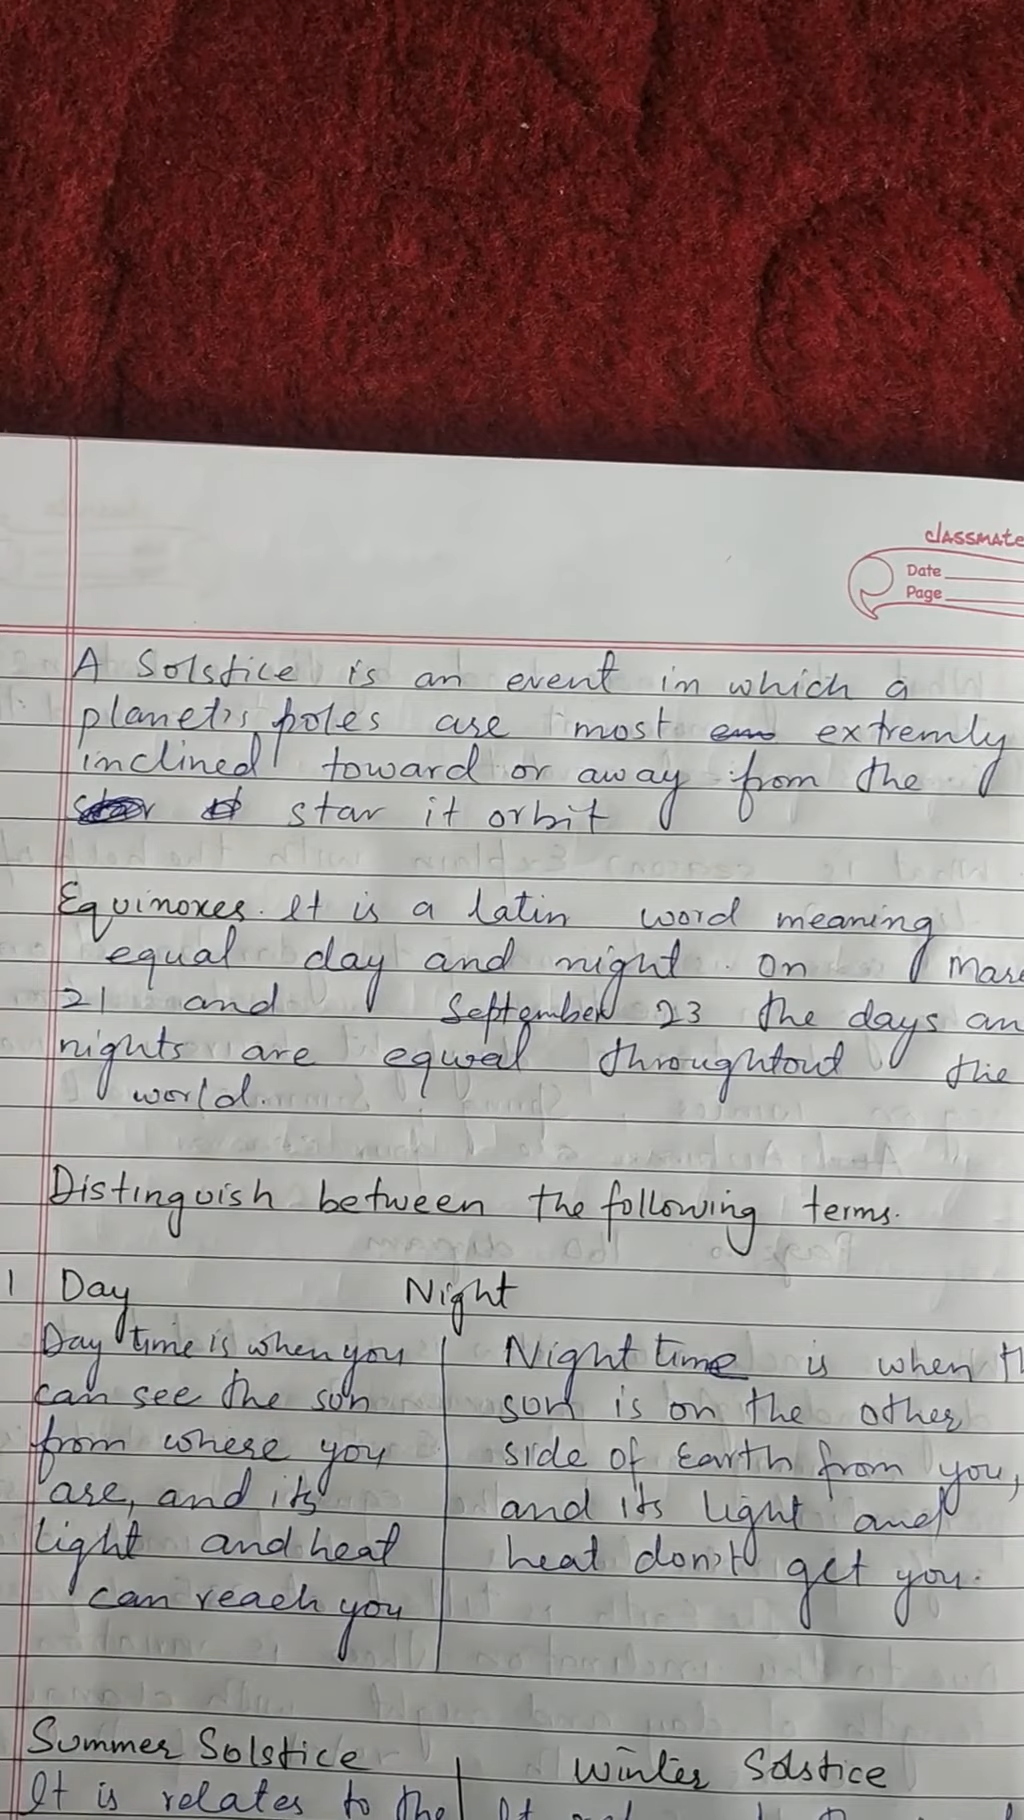 classmate
Date
Page
A Solstice is an event in which a
planet's poles are most extremly
inclined toward or away from the
star it orbit
Equinoxes. It is a latin word meaning
equal day and night. On Mar
21 and September 23 the days an
nights are equal throughtout the
world.
Distinguish between the following terms.
1 Day Night
Day time is when you
can see the sun
from where you
are, and its
light and heat
can reach you
Night time is when th
sun is on the other
side of Earth from you,
and its light and
heat don't get you.
Summer Solstice Winter Solstice
It is relates to the